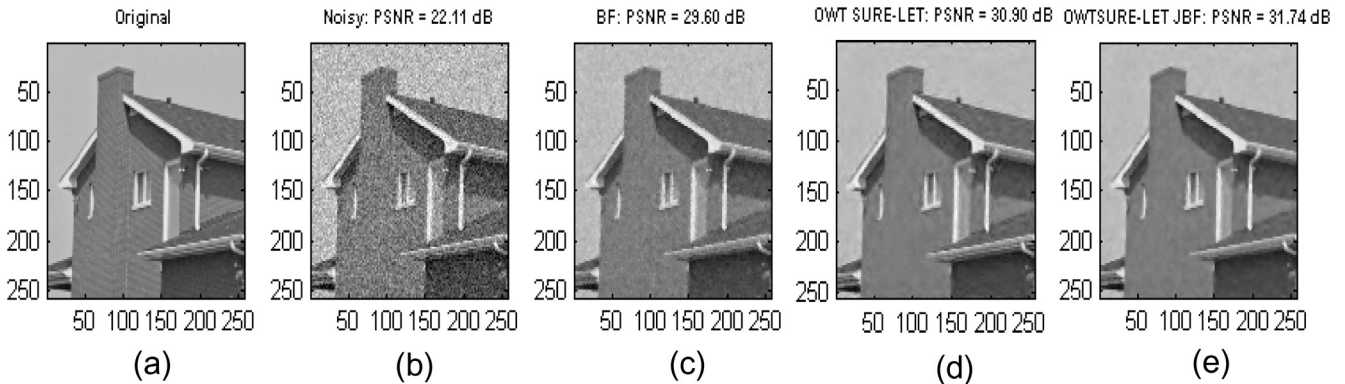 Original
Noisy: PSNR = 22.11 dB
BF: PSNR = 29.60 dB
OWT SURE-LET: PSNR = 30.90 dB
OWTSURE-LET JBF: PSNR = 31.74 dB
50
100
150
200
250
50 100 150 200 250
50
100
150
200
250
50 100 150 200 250
50
100
150
200
250
50 100 150 200 250
50
100
150
200
250
50 100 150 200 250
50
100
150
200
250
50 100 150 200 250
(a)
(b)
(c)
(d)
(e)